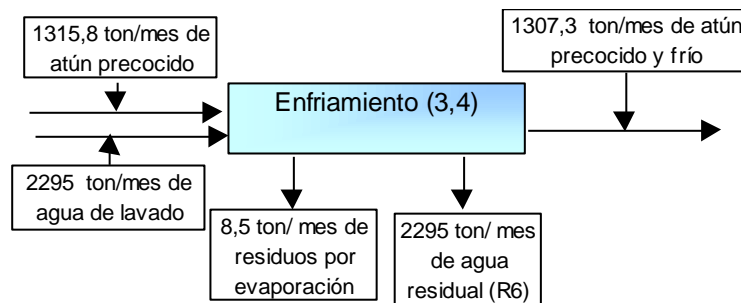 1315,8 ton/mes de
atún precocido
1307,3 ton/mes de atún
precocido y frío
Enfriamiento (3,4)
2295 ton/mes de
agua de lavado
8,5 ton/ mes de
residuos por
evaporación
2295 ton/ mes
de agua
residual (R6)